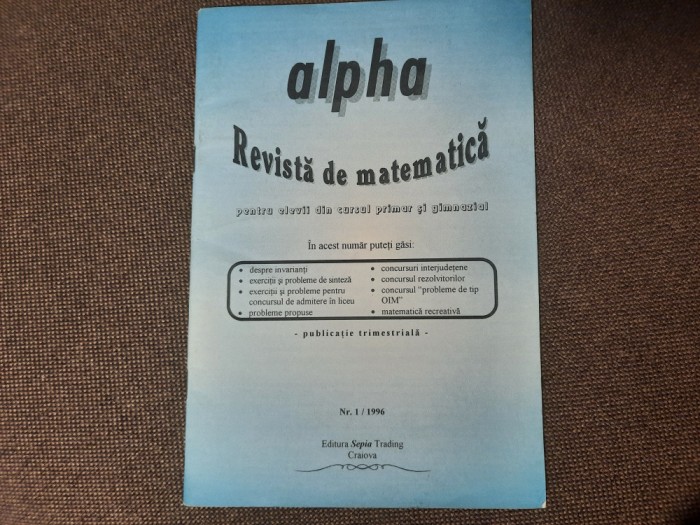 alpha
Revistă de matematică
pentru elevii din cursul primar și gimnazial
În acest număr puteți găsi:
• despre invarianți
• exerciții și probleme de sinteză
• exerciții și probleme pentru
concursul de admitere în liceu
• probleme propuse
• concursuri interjudețene
• concursul rezolvitorilor
• concursul "probleme de tip
OIM"
• matematică recreativă
- publicație trimestrială -
Nr. 1 / 1996
Editura Sepia Trading
Craiova